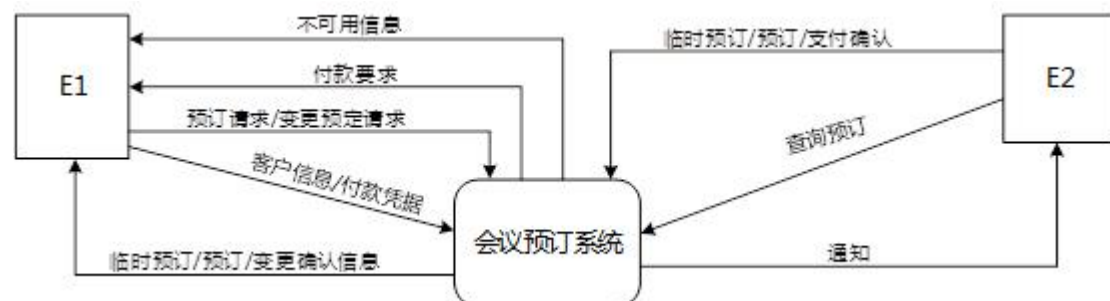 不可用信息
临时预订/预订/支付确认
付款要求
E1
E2
预订请求/变更预定请求
查询预订
客户信息/付款凭据
会议预订系统
临时预订/预订/变更确认信息
通知